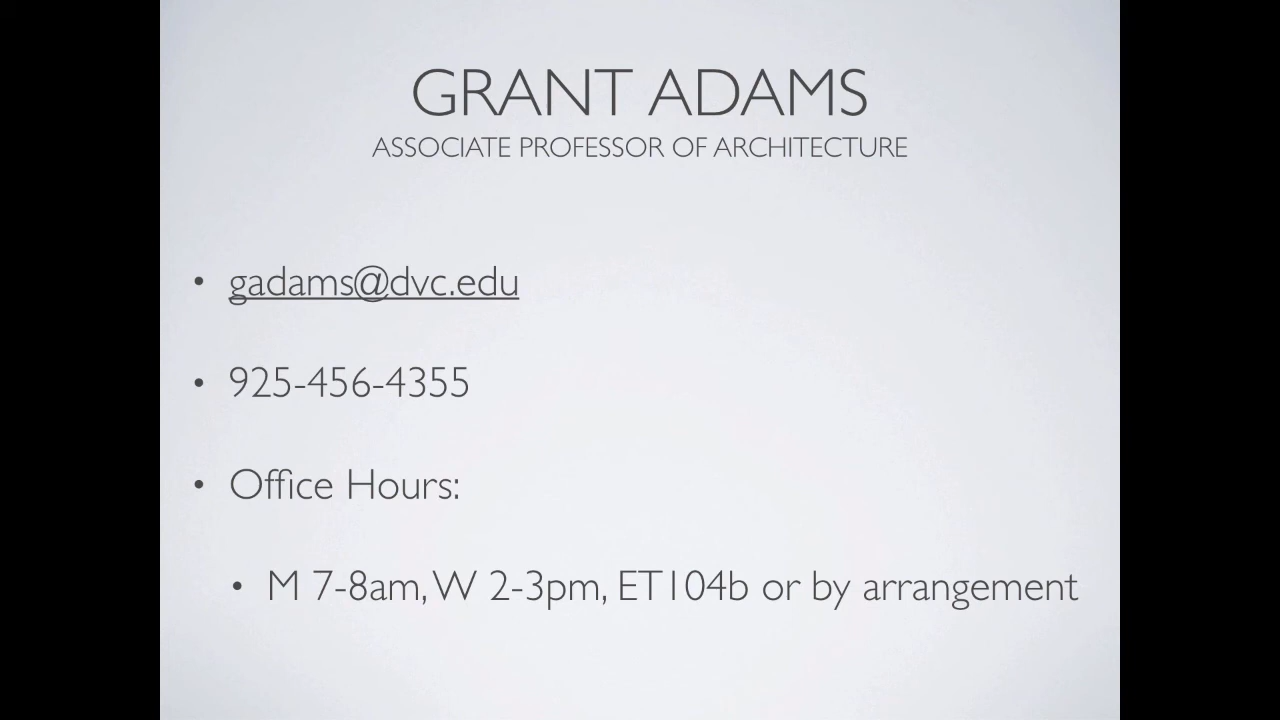 GRANT ADAMS
ASSOCIATE PROFESSOR OF ARCHITECTURE
• gadams@dvc.edu
• 925-456-4355
• Office Hours:
• M 7-8am, W 2-3pm, ET104b or by arrangement